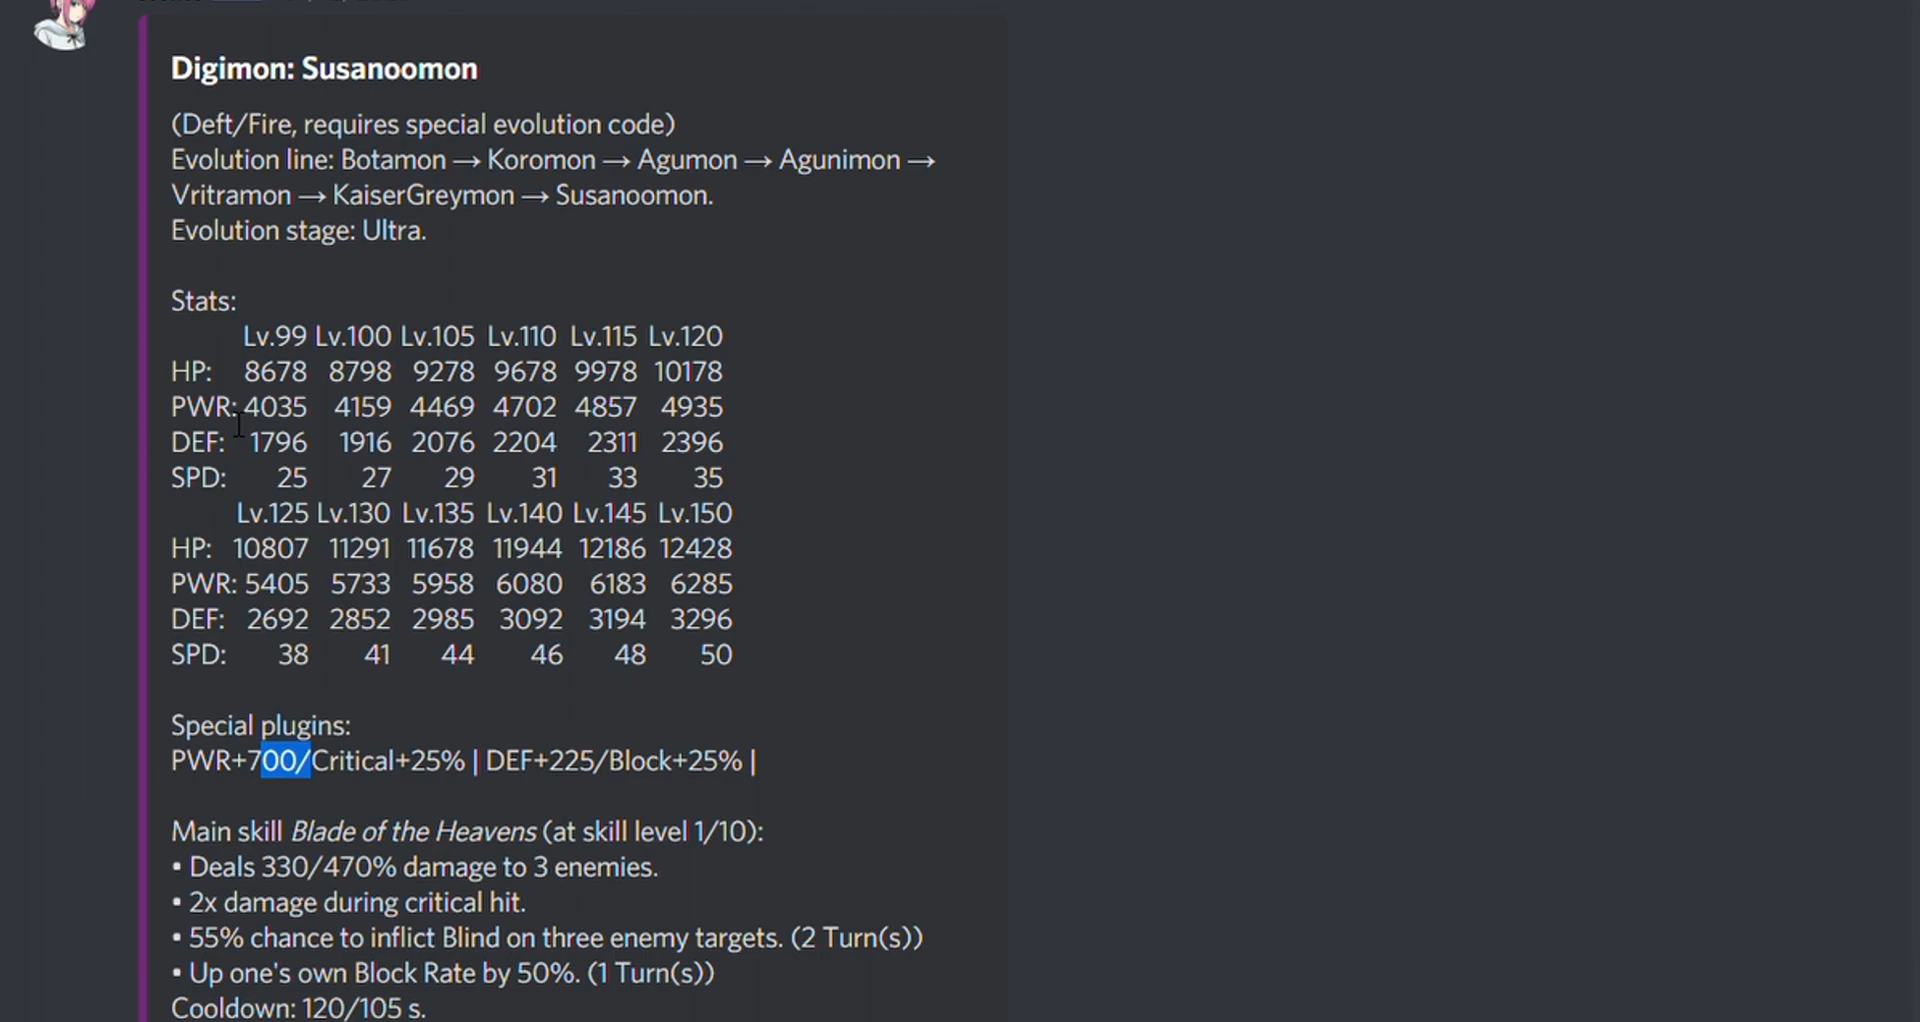 Digimon: Susanoomon
(Deft/Fire, requires special evolution code)
Evolution line: Botamon → Koromon → Agumon → Agunimon →
Vritramon → KaiserGreymon → Susanoomon.
Evolution stage: Ultra.
Stats:
Lv.99 Lv.100 Lv.105 Lv.110 Lv.115 Lv.120
HP: 8678 8798 9278 9678 9978 10178
PWR: 4035 4159 4469 4702 4857 4935
DEF: 1796 1916 2076 2204 2311 2396
SPD: 25 27 29 31 33 35
Lv.125 Lv.130 Lv.135 Lv.140 Lv.145 Lv.150
HP: 10807 11291 11678 11944 12186 12428
PWR: 5405 5733 5958 6080 6183 6285
DEF: 2692 2852 2985 3092 3194 3296
SPD: 38 41 44 46 48 50
Special plugins:
PWR+700/Critical+25% | DEF+225/Block+25% |
Main skill Blade of the Heavens (at skill level 1/10):
• Deals 330/470% damage to 3 enemies.
• 2x damage during critical hit.
• 55% chance to inflict Blind on three enemy targets. (2 Turn(s))
• Up one's own Block Rate by 50%. (1 Turn(s))
Cooldown: 120/105 s.